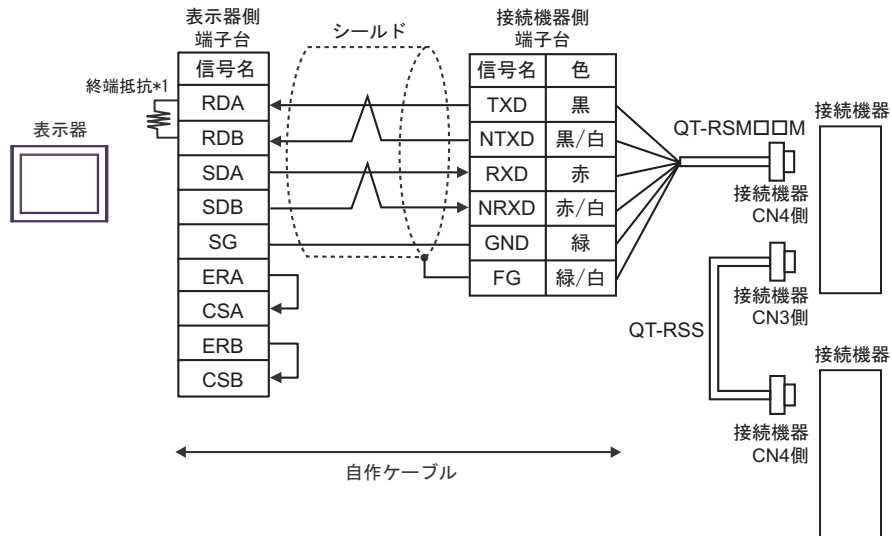 表示器側
端子台
シールド
接続機器側
端子台
信号名
信号名 色
終端抵抗*1
RDA
TXD 黒
接続機器
表示器
RDB
NTXD 黒/白
QT-RSM□□M
SDA
RXD 赤
SDB
NRXD 赤/白
接続機器
CN4側
SG
GND 緑
ERA
FG 緑/白
接続機器
CN3側
CSA
QT-RSS
ERB
接続機器
CSB
接続機器
CN4側
自作ケーブル